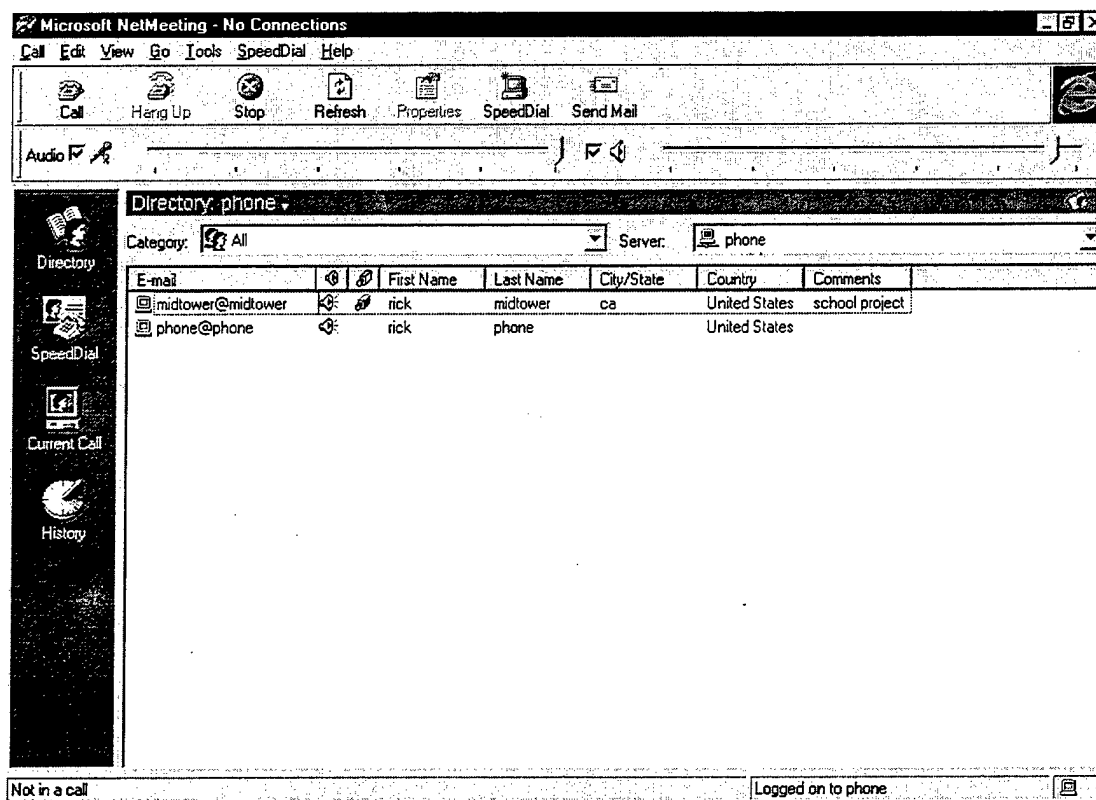 Microsoft NetMeeting - No Connections
Call Edit View Go Tools SpeedDial Help
Call Hang Up Stop Refresh Properties SpeedDial Send Mail
Audio
Directory: phone
Category: All Server: phone
E-mail First Name Last Name City/State Country Comments
midtower@midtower rick midtower ca United States school project
phone@phone rick phone United States
Directory
SpeedDial
Current Call
History
Not in a call Logged on to phone